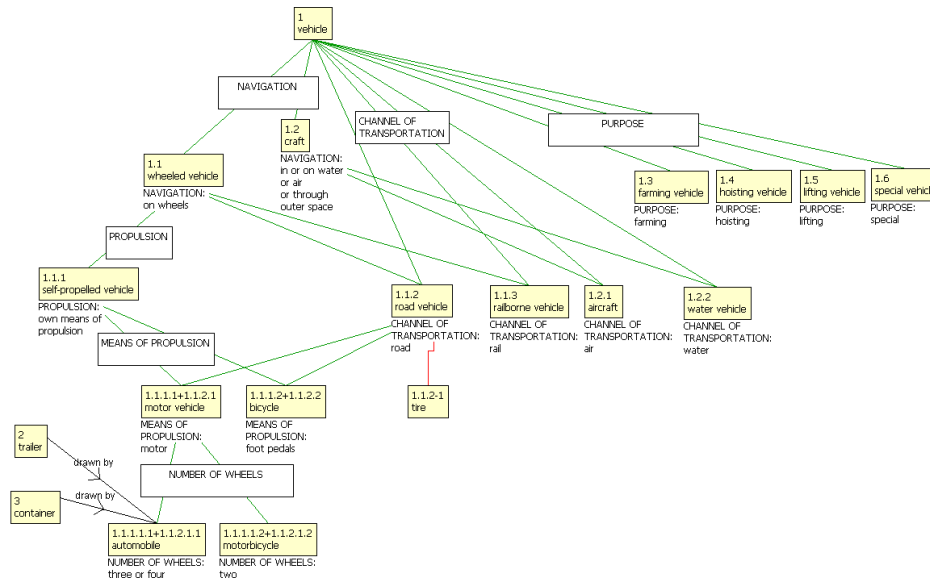 1
vehicle
NAVIGATION
CHANNEL OF
TRANSPORTATION
PURPOSE
1.2
craft
NAVIGATION:
in or on water
or air
or through
outer space
1.1
wheeled vehicle
NAVIGATION:
on wheels
1.3
farming vehicle
PURPOSE:
farming
1.4
hoisting vehicle
PURPOSE:
hoisting
1.5
lifting vehicle
PURPOSE:
lifting
1.6
special vehicle
PURPOSE:
special
PROPULSION
1.1.1
self-propelled vehicle
PROPULSION:
own means of
propulsion
1.1.2
road vehicle
CHANNEL OF
TRANSPORTATION:
road
1.1.3
railborne vehicle
CHANNEL OF
TRANSPORTATION:
rail
1.2.1
aircraft
CHANNEL OF
TRANSPORTATION:
air
1.2.2
water vehicle
CHANNEL OF
TRANSPORTATION:
water
MEANS OF PROPULSION
1.1.1.1+1.1.2.1
motor vehicle
MEANS OF
PROPULSION:
motor
1.1.1.2+1.1.2.2
bicycle
MEANS OF
PROPULSION:
foot pedals
1.1.2-1
tire
2
trailer
drawn by
NUMBER OF WHEELS
3
container
drawn by
1.1.1.1.1+1.1.2.1.1
automobile
NUMBER OF WHEELS:
three or four
1.1.1.1.2+1.1.2.1.2
motorbicycle
NUMBER OF WHEELS:
two